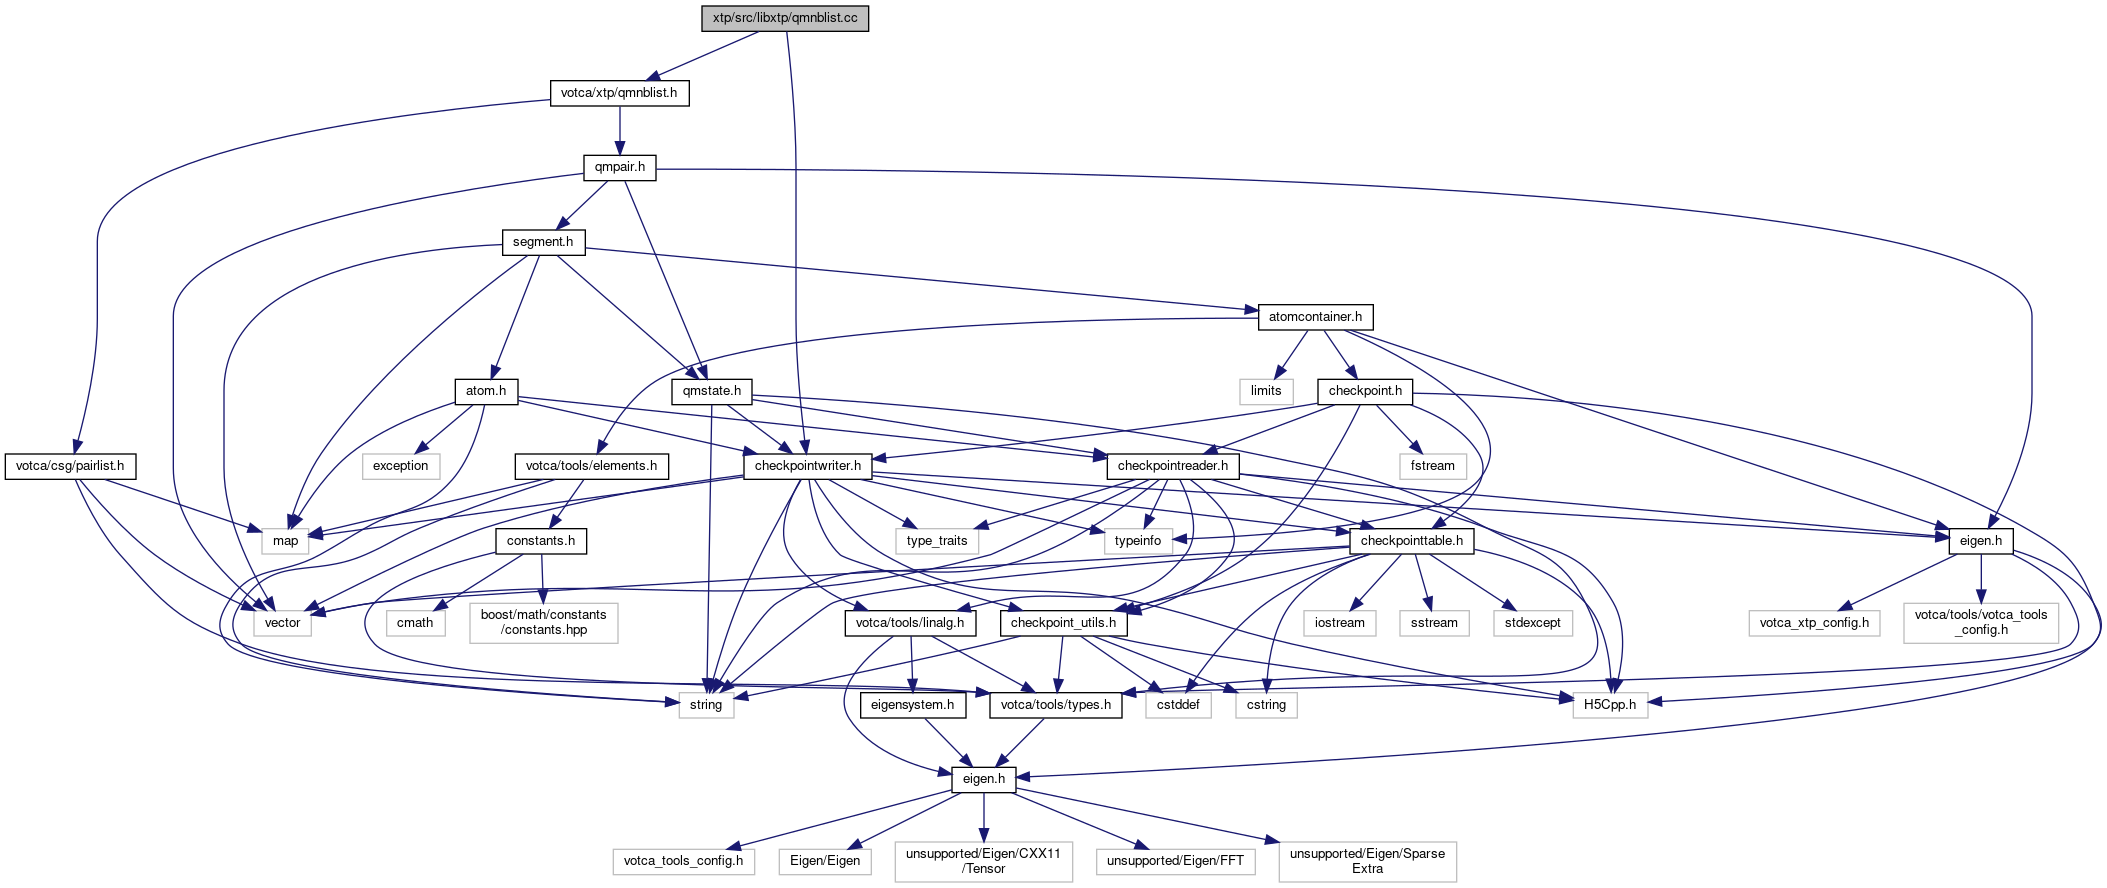 xtp/src/libxtp/qmnblist.cc
votca/xtp/qmnblist.h
qmpair.h
segment.h
atomcontainer.h
atom.h
qmstate.h
limits
checkpoint.h
votca/csg/pairlist.h
exception
votca/tools/elements.h
checkpointwriter.h
checkpointreader.h
fstream
map
constants.h
type_traits
typeinfo
checkpointtable.h
eigen.h
vector
cmath
boost/math/constants
/constants.hpp
votca/tools/linalg.h
checkpoint_utils.h
iostream
sstream
stdexcept
votca_xtp_config.h
votca/tools/votca_tools
_config.h
string
eigensystem.h
votca/tools/types.h
cstddef
cstring
H5Cpp.h
eigen.h
votca_tools_config.h
Eigen/Eigen
unsupported/Eigen/CXX11
/Tensor
unsupported/Eigen/FFT
unsupported/Eigen/Sparse
Extra